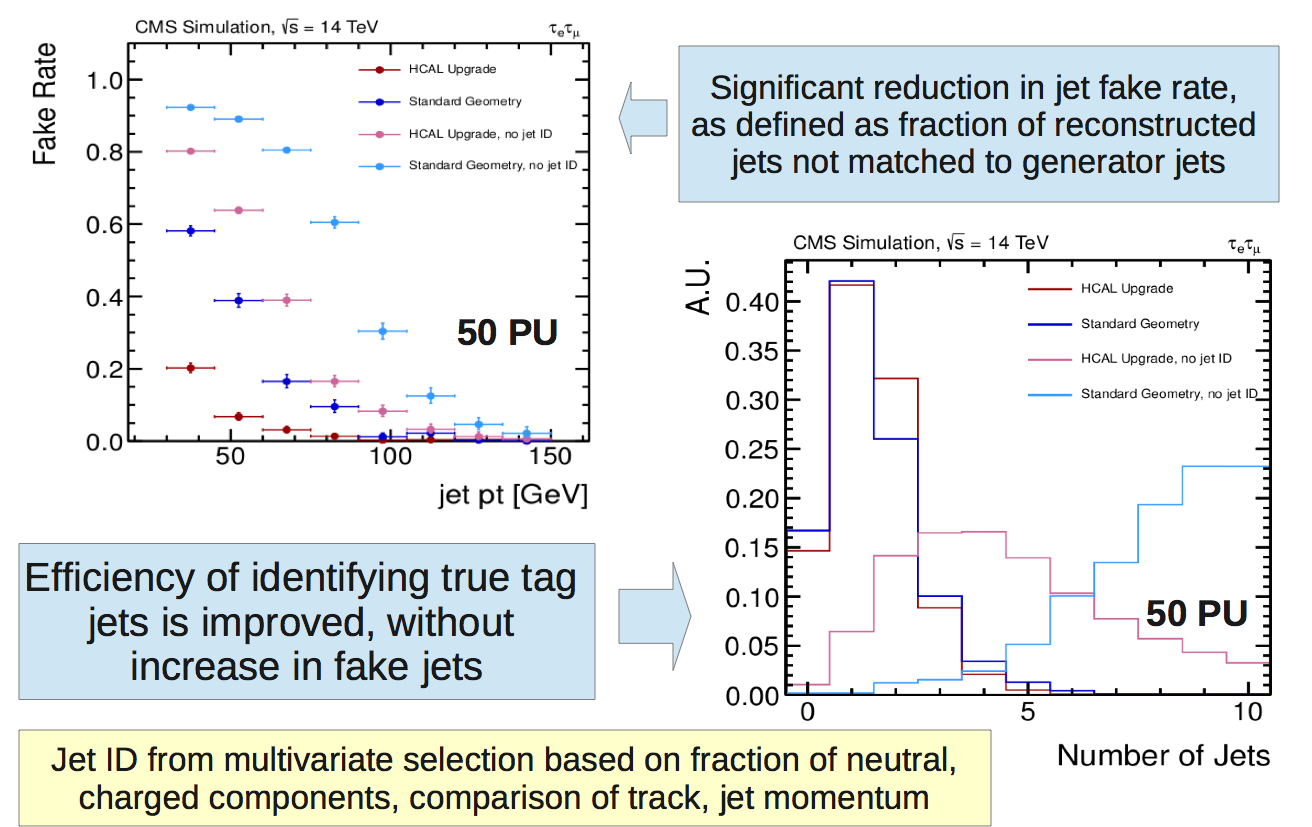 CMS Simulation, √s = 14 TeV
τeτμ
Fake Rate
HCAL Upgrade
Standard Geometry
HCAL Upgrade, no jet ID
Standard Geometry, no jet ID
1.0
0.8
0.6
0.4
0.2
0.0
50 PU
50
100
150
jet pt [GeV]
Significant reduction in jet fake rate,
as defined as fraction of reconstructed
jets not matched to generator jets
CMS Simulation, √s = 14 TeV
τeτμ
A.U.
HCAL Upgrade
Standard Geometry
HCAL Upgrade, no jet ID
Standard Geometry, no jet ID
0.40
0.35
0.30
0.25
0.20
0.15
0.10
0.05
0.00
50 PU
0
5
10
Number of Jets
Efficiency of identifying true tag
jets is improved, without
increase in fake jets
Jet ID from multivariate selection based on fraction of neutral,
charged components, comparison of track, jet momentum